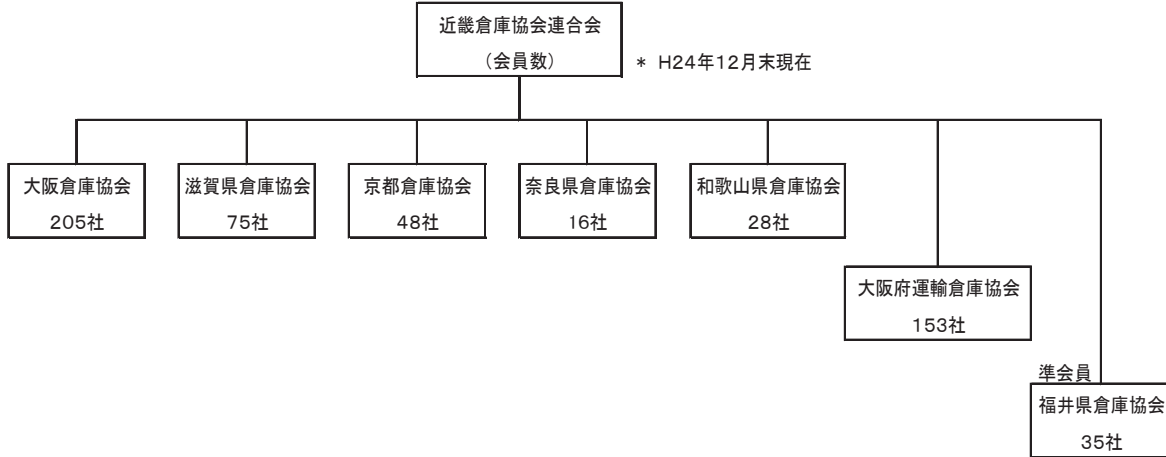 近畿倉庫協会連合会
（会員数）
* H24年12月末現在
大阪倉庫協会
205社
滋賀県倉庫協会
75社
京都倉庫協会
48社
奈良県倉庫協会
16社
和歌山県倉庫協会
28社
大阪府運輸倉庫協会
153社
準会員
福井県倉庫協会
35社